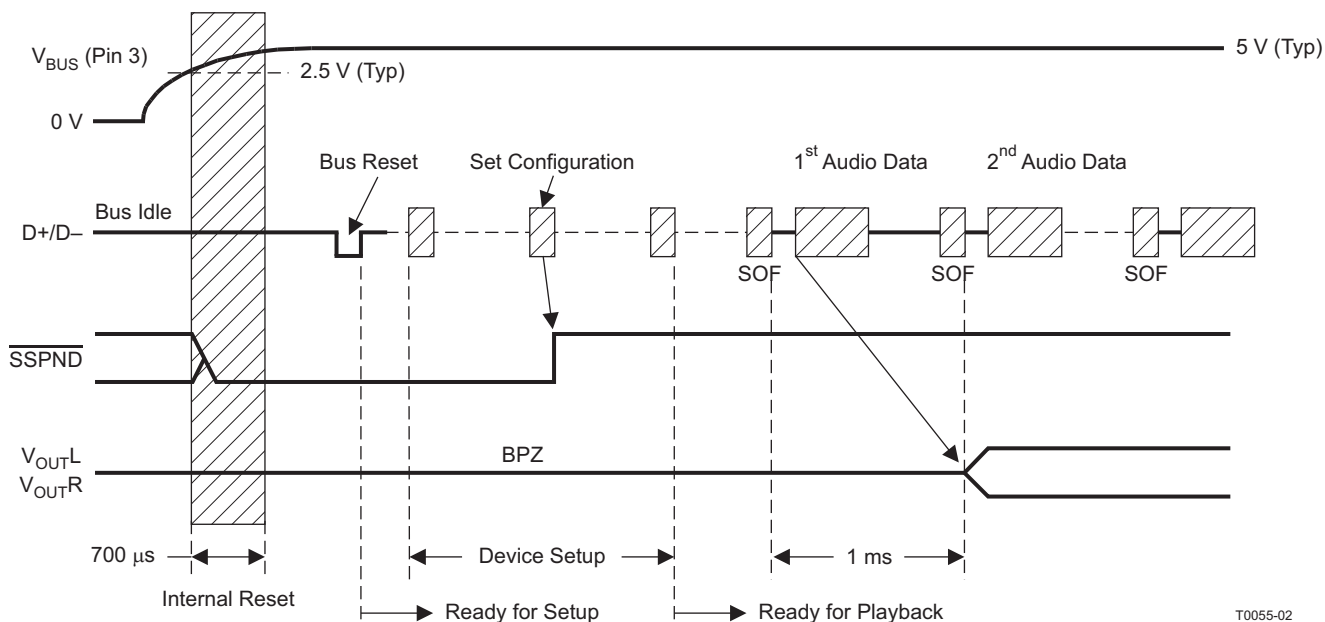 V_BUS (Pin 3)
5 V (Typ)
2.5 V (Typ)
0 V
Bus Reset
Set Configuration
1st Audio Data
2nd Audio Data
Bus Idle
D+/D–
SOF
SOF
SOF
SSPND
V_OUTL
BPZ
V_OUTR
700 µs
Device Setup
1 ms
Internal Reset
Ready for Setup
Ready for Playback
T0055-02